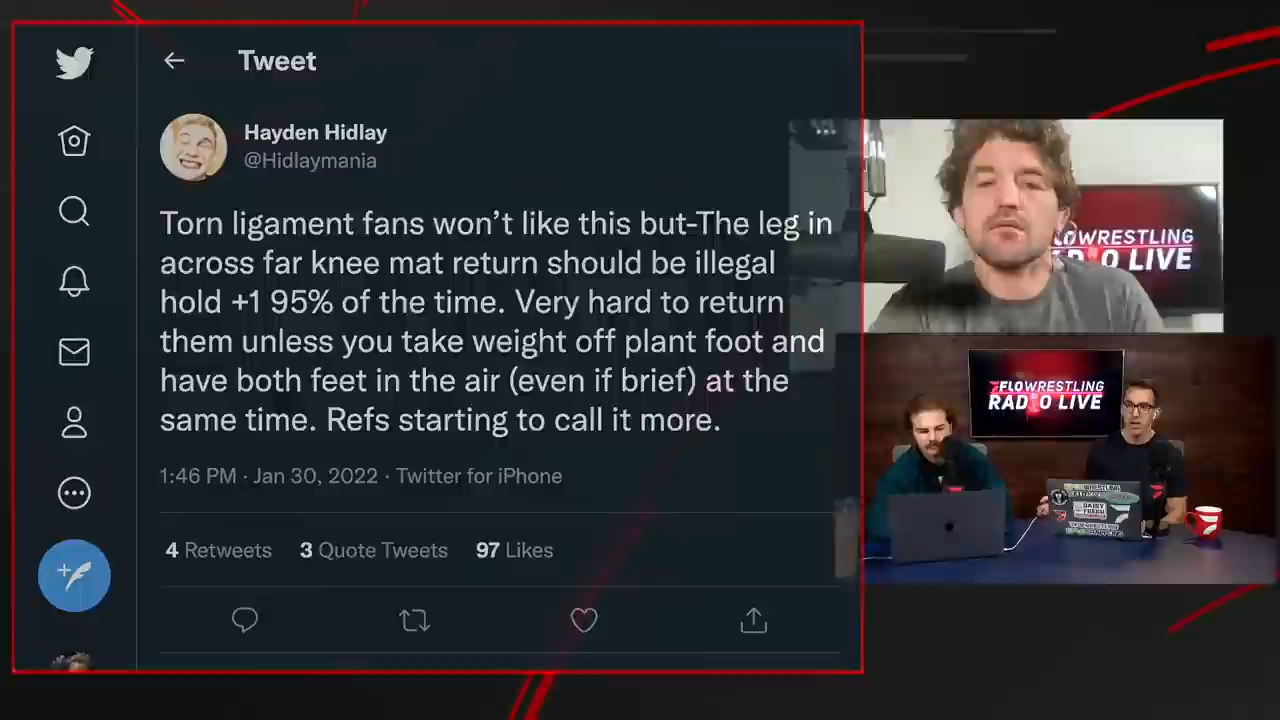 Tweet
Hayden Hidlay
@Hidlaymania
Torn ligament fans won’t like this but-The leg in
across far knee mat return should be illegal
hold +1 95% of the time. Very hard to return
them unless you take weight off plant foot and
have both feet in the air (even if brief) at the
same time. Refs starting to call it more.
1:46 PM · Jan 30, 2022 · Twitter for iPhone
4 Retweets 3 Quote Tweets 97 Likes
LOWRESTLING
RADIO LIVE
FLOWRESTLING
RADIO LIVE
WRESTLING
DAISY
FRESH